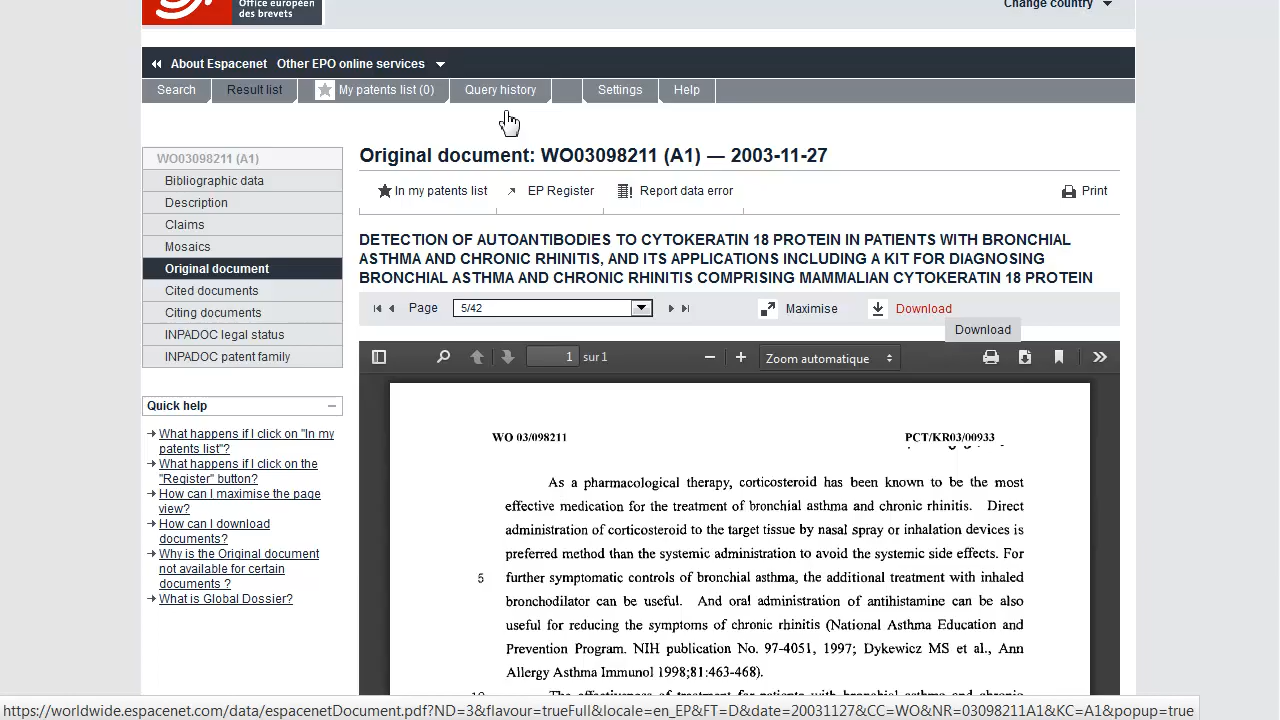 Office européen
des brevets
Change country
About Espacenet Other EPO online services
Search Result list My patents list (0) Query history Settings Help
WO03098211 (A1)
Bibliographic data
Description
Claims
Mosaics
Original document
Cited documents
Citing documents
INPADOC legal status
INPADOC patent family
Quick help
What happens if I click on "In my
patents list"?
What happens if I click on the
"Register" button?
How can I maximise the page
view?
How can I download
documents?
Why is the Original document
not available for certain
documents ?
What is Global Dossier?
Original document: WO03098211 (A1) — 2003-11-27
In my patents list EP Register Report data error Print
DETECTION OF AUTOANTIBODIES TO CYTOKERATIN 18 PROTEIN IN PATIENTS WITH BRONCHIAL
ASTHMA AND CHRONIC RHINITIS, AND ITS APPLICATIONS INCLUDING A KIT FOR DIAGNOSING
BRONCHIAL ASTHMA AND CHRONIC RHINITIS COMPRISING MAMMALIAN CYTOKERATIN 18 PROTEIN
Page 5/42 Maximise Download
Download
1 sur 1 Zoom automatique
WO 03/098211 PCT/KR03/00933
As a pharmacological therapy, corticosteroid has been known to be the most
effective medication for the treatment of bronchial asthma and chronic rhinitis. Direct
administration of corticosteroid to the target tissue by nasal spray or inhalation devices is
preferred method than the systemic administration to avoid the systemic side effects. For
5 further symptomatic controls of bronchial asthma, the additional treatment with inhaled
bronchodilator can be useful. And oral administration of antihistamine can be also
useful for reducing the symptoms of chronic rhinitis (National Asthma Education and
Prevention Program. NIH publication No. 97-4051, 1997; Dykewicz MS et al., Ann
Allergy Asthma Immunol 1998;81:463-468).
10 The effectiveness of treatment for patients with bronchial asthma and chronic
https://worldwide.espacenet.com/data/espacenetDocument.pdf?ND=3&flavour=trueFull&locale=en_EP&FT=D&date=20031127&CC=WO&NR=03098211A1&KC=A1&popup=true